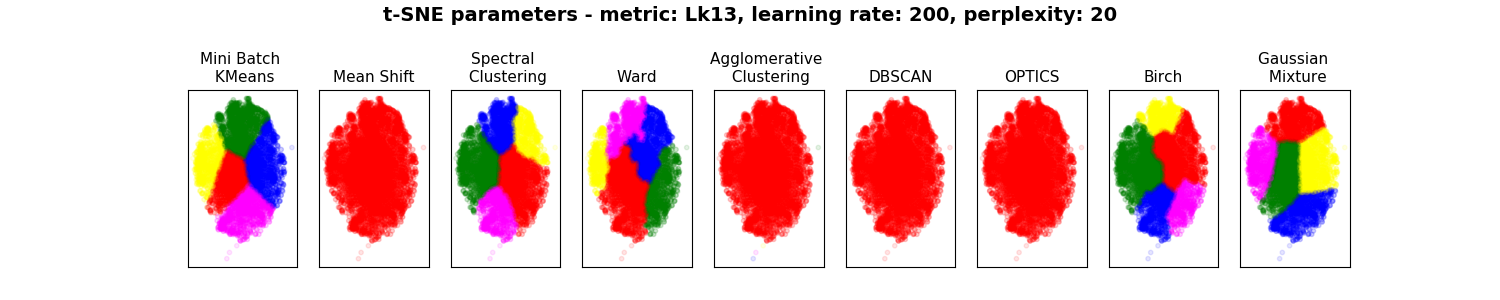 t-SNE parameters - metric: Lk13, learning rate: 200, perplexity: 20
Mini Batch
KMeans
Mean Shift
Spectral
Clustering
Ward
Agglomerative
Clustering
DBSCAN
OPTICS
Birch
Gaussian
Mixture